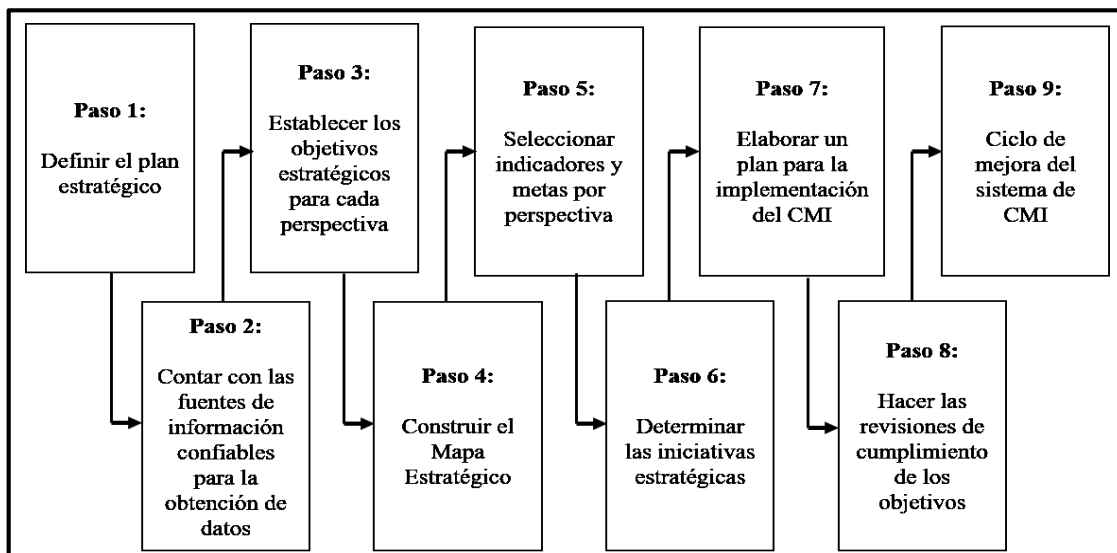 Paso 1:
Definir el plan
estratégico
Paso 2:
Contar con las
fuentes de
información
confiables
para la
obtención de
datos
Paso 3:
Establecer los
objetivos
estratégicos
para cada
perspectiva
Paso 4:
Construir el
Mapa
Estratégico
Paso 5:
Seleccionar
indicadores y
metas por
perspectiva
Paso 6:
Determinar
las iniciativas
estratégicas
Paso 7:
Elaborar un
plan para la
implementación
del CMI
Paso 8:
Hacer las
revisiones de
cumplimiento
de los
objetivos
Paso 9:
Ciclo de
mejora del
sistema de
CMI